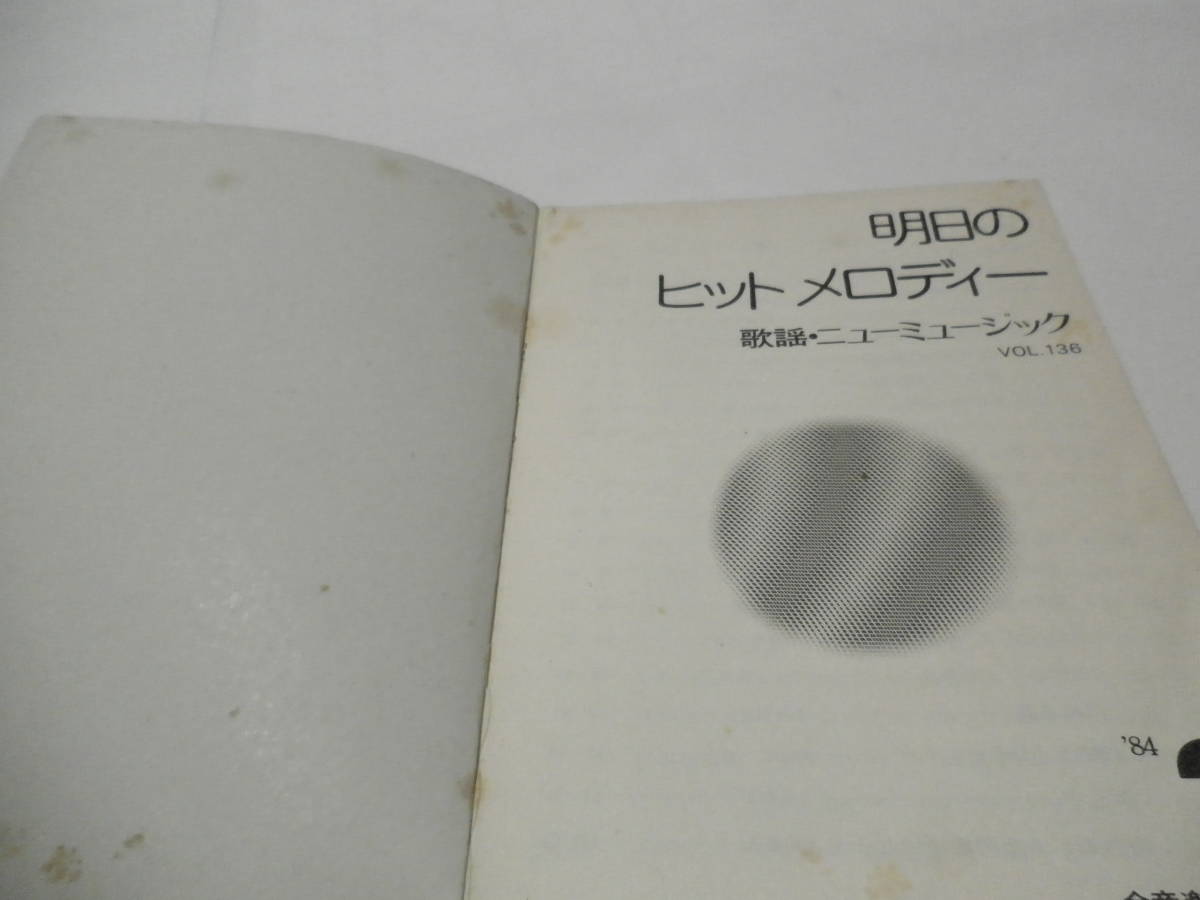 明日の
ヒットメロディー
歌謡・ニューミュージック
VOL.136
'84